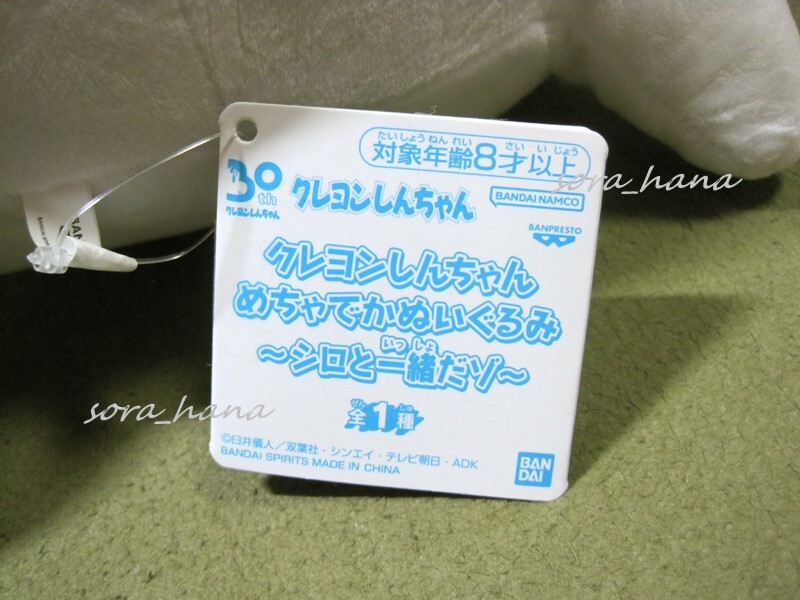 たいしょうねんれい さい いじょう
対象年齢8才以上
30th
クレヨンしんちゃん
クレヨンしんちゃん
BANDAI NAMCO
BANPRESTO
クレヨンしんちゃん
めちゃでかぬいぐるみ
いっしょ
~シロと一緒だゾ~
ぜん しゅ
全1種
©臼井儀人/双葉社・シンエイ・テレビ朝日・ADK
BANDAI SPIRITS MADE IN CHINA
BAN
DAI
sora_hana
sora_hana
sora_hana